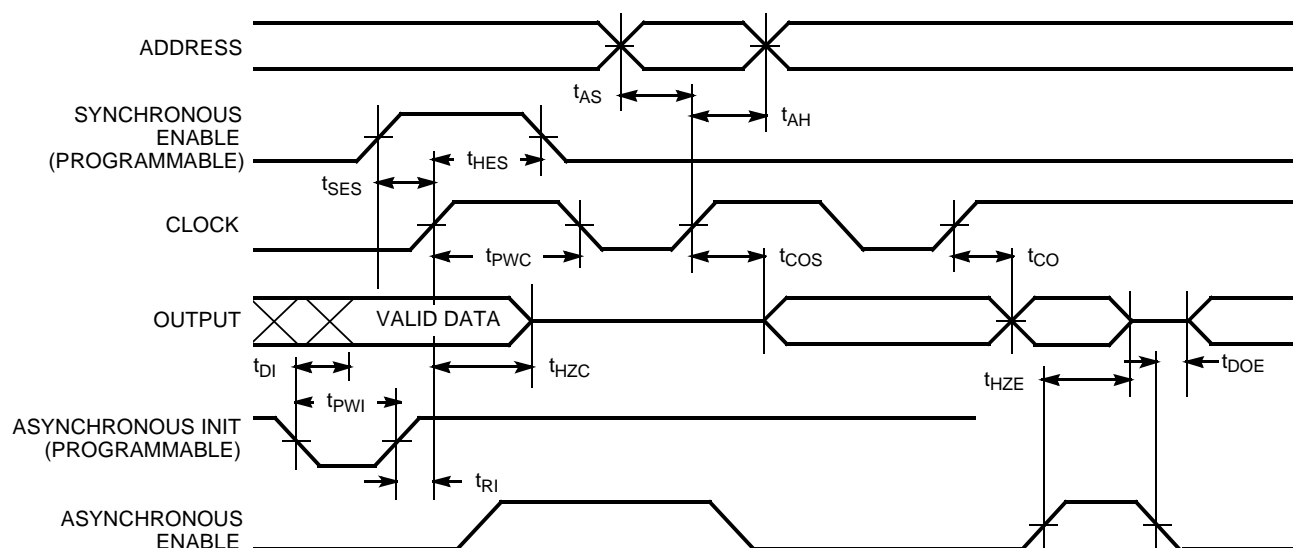 ADDRESS
tAS
tAH
SYNCHRONOUS
ENABLE
(PROGRAMMABLE)
tHES
tSES
CLOCK
tPWC
tCOS
tCO
OUTPUT
VALID DATA
tDI
tHZC
tHZE
tDOE
tPWI
ASYNCHRONOUS INIT
(PROGRAMMABLE)
tRI
ASYNCHRONOUS
ENABLE